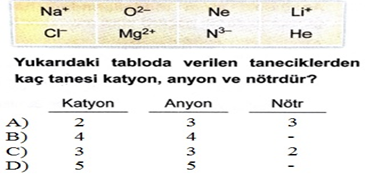 Na⁺ O²⁻ Ne Li⁺
Cl⁻ Mg²⁺ N³⁻ He
Yukarıdaki tabloda verilen taneciklerden
kaç tanesi katyon, anyon ve nötrdür?
Katyon Anyon Nötr
A) 2 3 3
B) 4 4 -
C) 3 3 2
D) 5 5 -